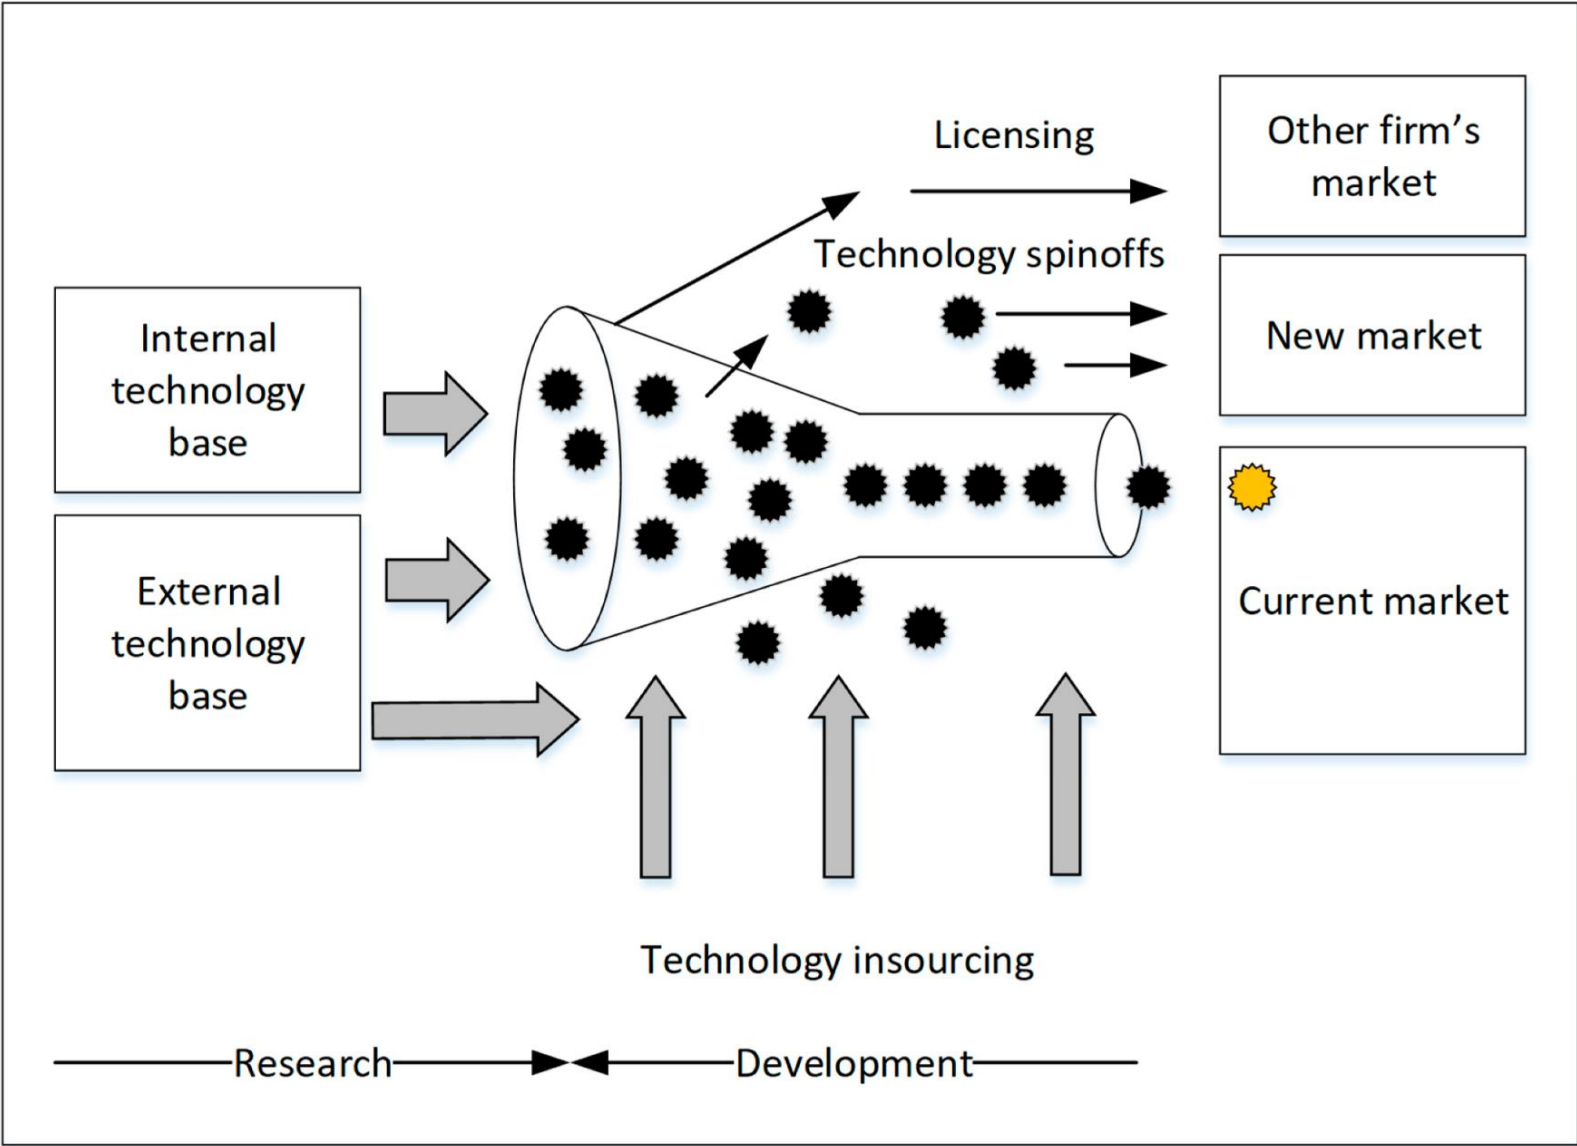 Licensing
Other firm's
market
Technology spinoffs
New market
Internal
technology
base
External
technology
base
Current market
Technology insourcing
Research
Development